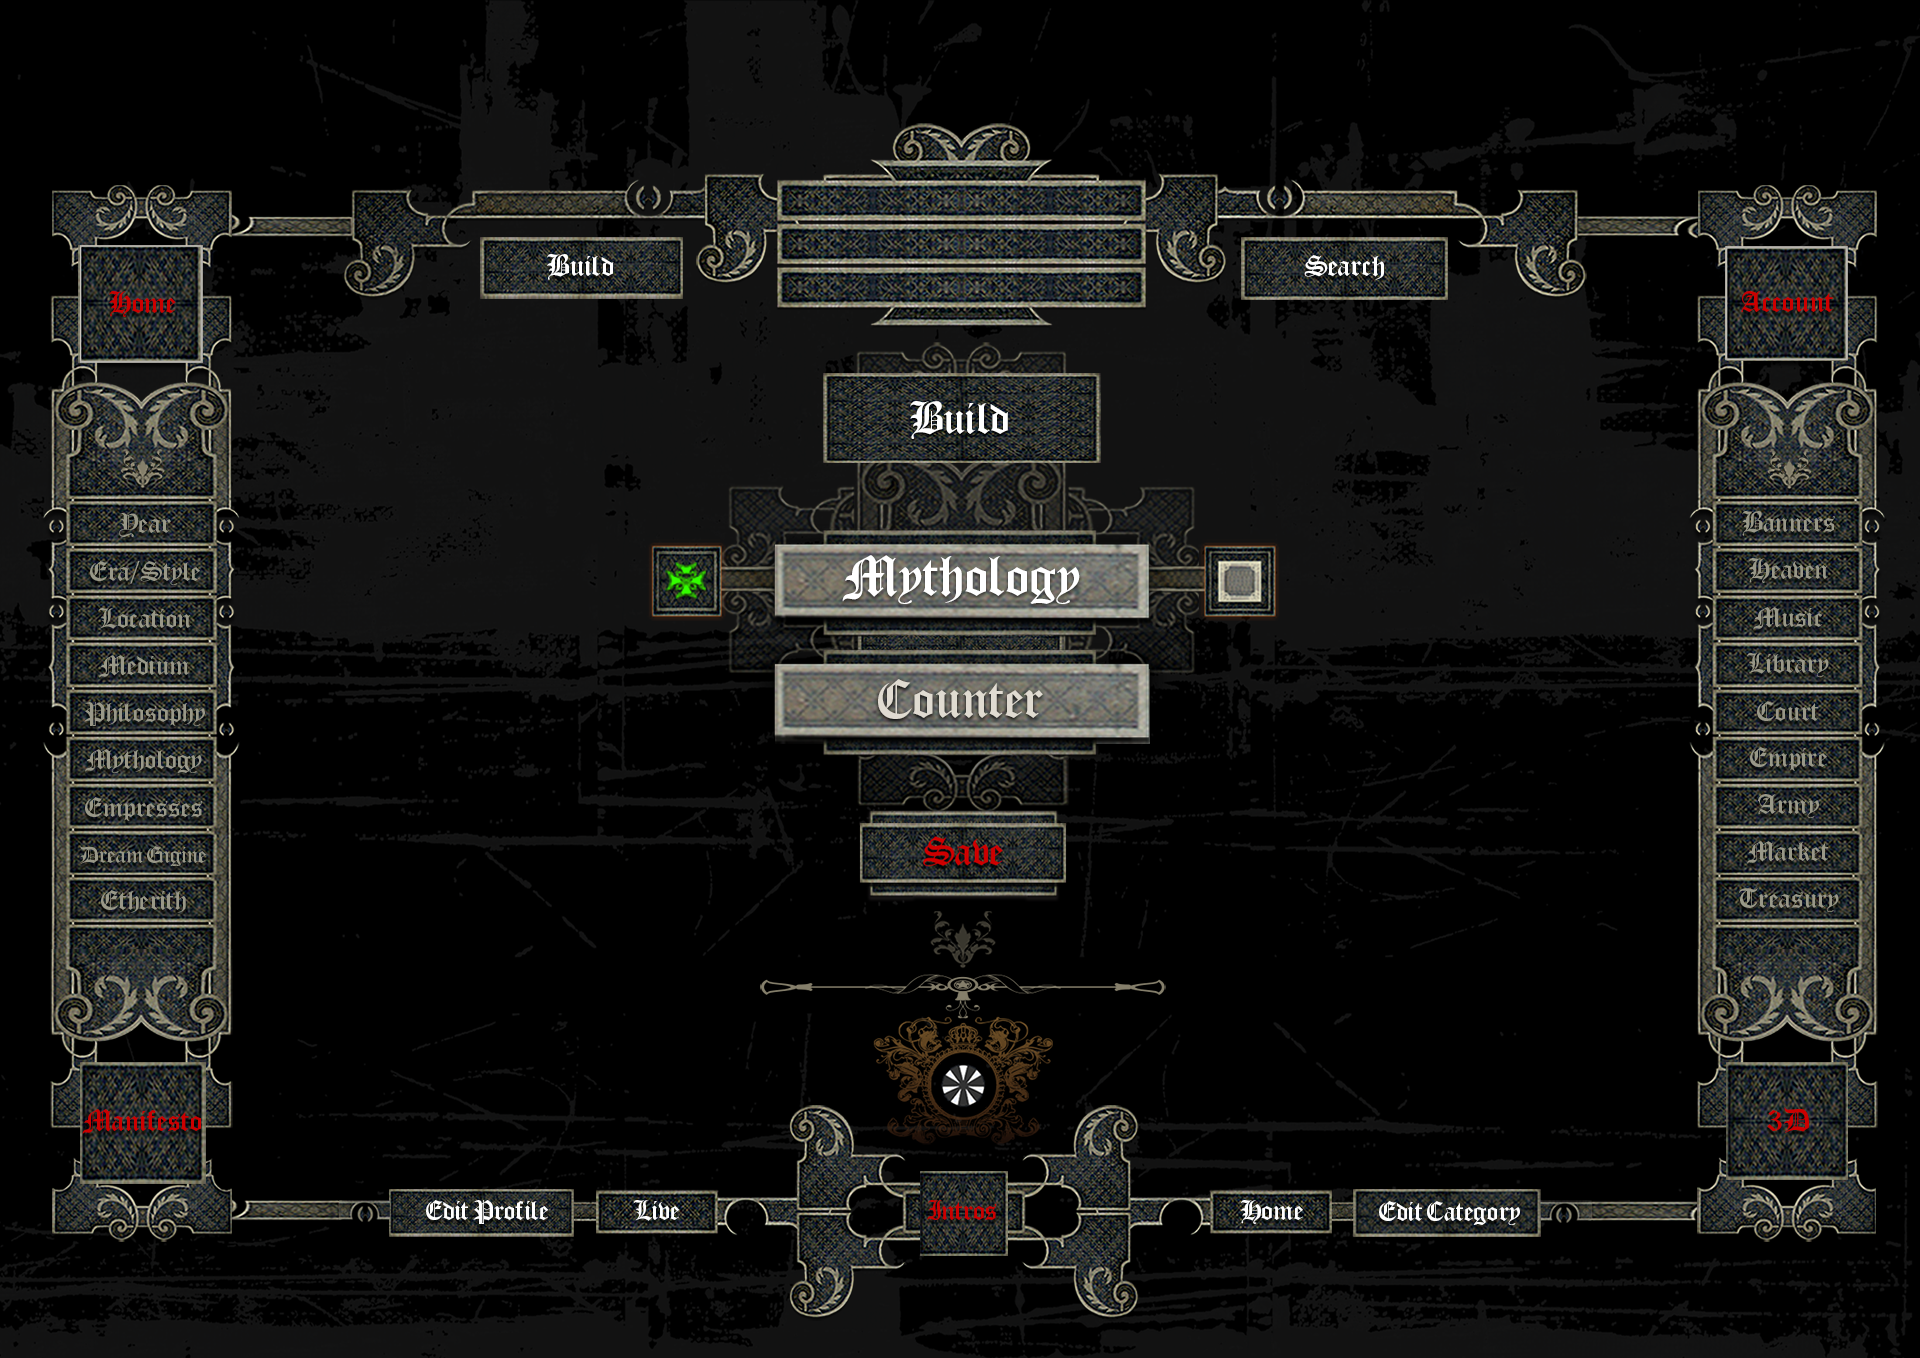 Build
Search
Home
Account
Build
Year
Era/Style
Location
Medium
Philosophy
Mythology
Empresses
Dream Engine
Etherith
Mythology
Counter
Save
Banners
Heaven
Music
Library
Court
Empire
Army
Market
Treasury
Manifesto
3D
Edit Profile
Live
Intros
Home
Edit Category